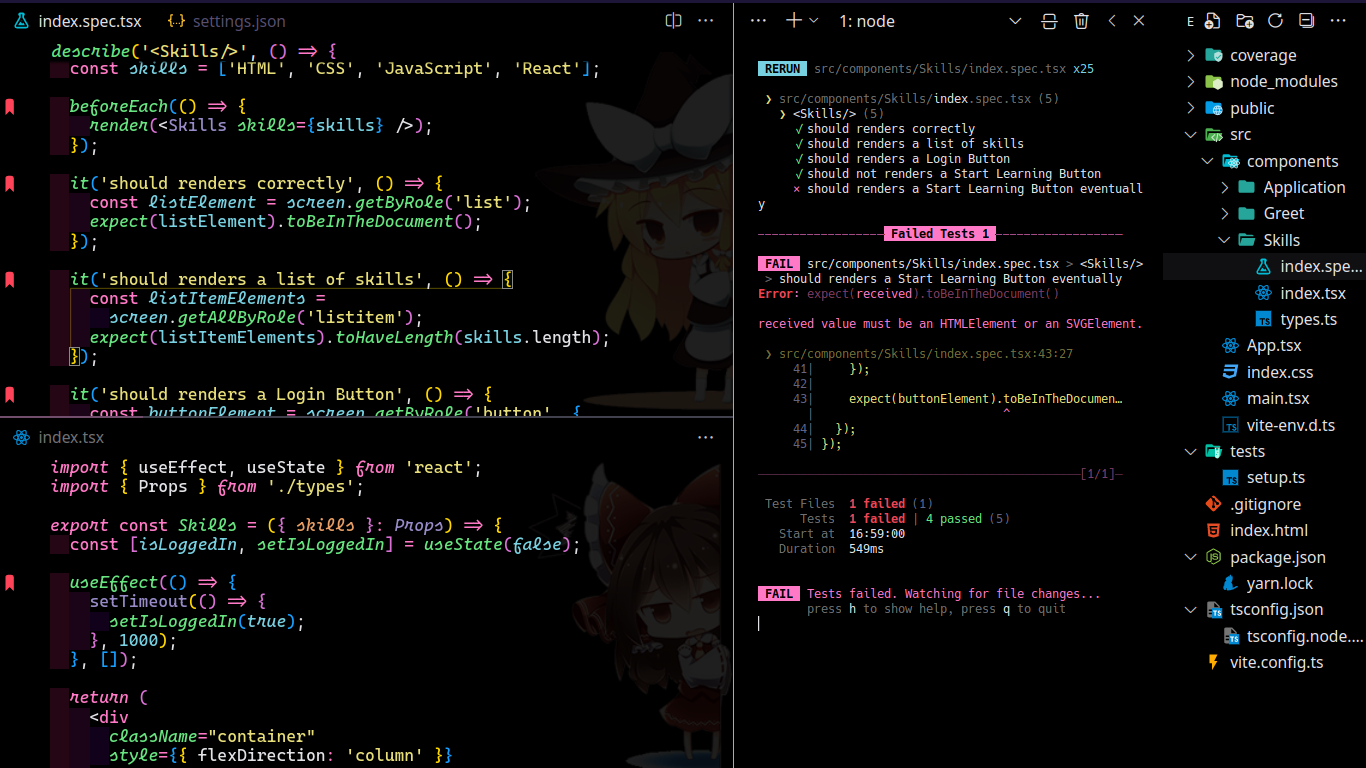 index.spec.tsx
settings.json
describe('<Skills/>', () => {
const skills = ['HTML', 'CSS', 'JavaScript', 'React'];
beforeEach(() => {
render(<Skills skills={skills} />);
});
it('should renders correctly', () => {
const listElement = screen.getByRole('list');
expect(listElement).toBeInTheDocument();
});
it('should renders a list of skills', () => {
const listItemElements =
screen.getAllByRole('listitem');
expect(listItemElements).toHaveLength(skills.length);
});
it('should renders a Login Button', () => {
const buttonElement = screen.getByRole('button', {
index.tsx
import { useEffect, useState } from 'react';
import { Props } from './types';
export const Skills = ({ skills }: Props) => {
const [isLoggedIn, setIsLoggedIn] = useState(false);
useEffect(() => {
setTimeout(() => {
setIsLoggedIn(true);
}, 1000);
}, []);
return (
<div
className="container"
style={{ flexDirection: 'column' }}
1: node
RERUN src/components/Skills/index.spec.tsx x25
❯ src/components/Skills/index.spec.tsx (5)
❯ <Skills/> (5)
√ should renders correctly
√ should renders a list of skills
√ should renders a Login Button
√ should not renders a Start Learning Button
× should renders a Start Learning Button eventuall
y
Failed Tests 1
FAIL src/components/Skills/index.spec.tsx > <Skills/>
> should renders a Start Learning Button eventually
Error: expect(received).toBeInTheDocument()
received value must be an HTMLElement or an SVGElement.
❯ src/components/Skills/index.spec.tsx:43:27
41| });
42|
43| expect(buttonElement).toBeInTheDocumen…
| ^
44| });
45| });
[1/1]
Test Files 1 failed (1)
Tests 1 failed | 4 passed (5)
Start at 16:59:00
Duration 549ms
FAIL Tests failed. Watching for file changes...
press h to show help, press q to quit
E
coverage
node_modules
public
src
components
Application
Greet
Skills
index.spe...
index.tsx
types.ts
App.tsx
index.css
main.tsx
vite-env.d.ts
tests
setup.ts
.gitignore
index.html
package.json
yarn.lock
tsconfig.json
tsconfig.node....
vite.config.ts